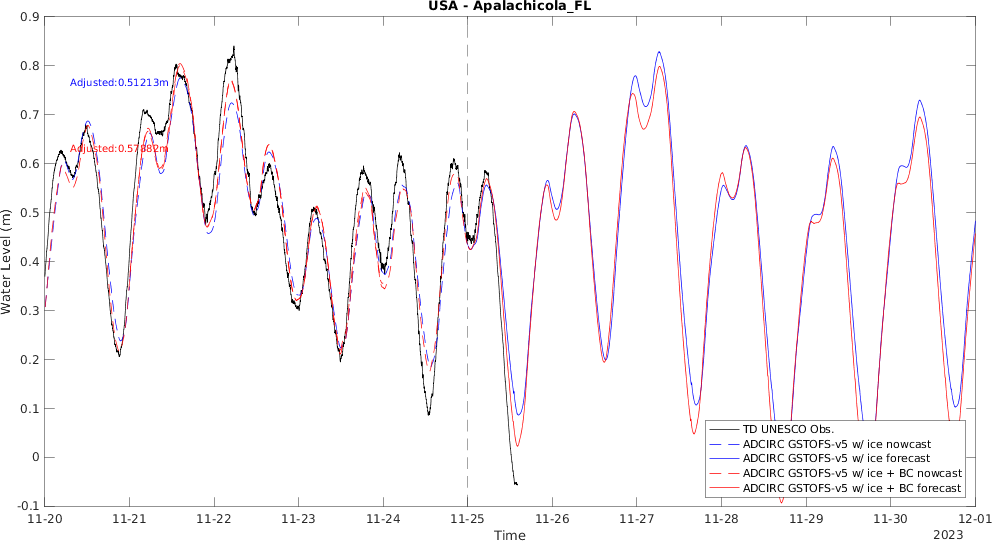 USA - Apalachicola_FL
0.9
0.8
0.7
0.6
0.5
0.4
0.3
0.2
0.1
0
-0.1
Water Level (m)
Adjusted:0.51213m
Adjusted:0.57882m
TD UNESCO Obs.
ADCIRC GSTOFS-v5 w/ ice nowcast
ADCIRC GSTOFS-v5 w/ ice forecast
ADCIRC GSTOFS-v5 w/ ice + BC nowcast
ADCIRC GSTOFS-v5 w/ ice + BC forecast
11-20 11-21 11-22 11-23 11-24 11-25 11-26 11-27 11-28 11-29 11-30 12-01
Time
2023